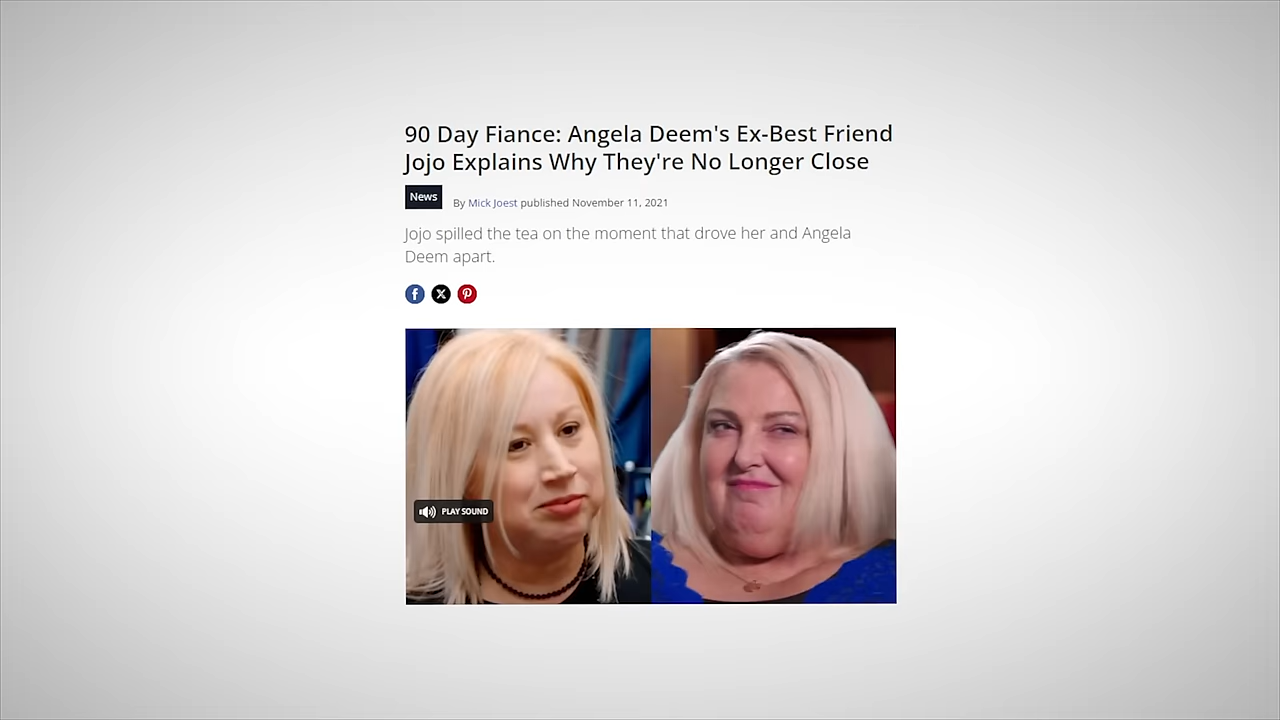 90 Day Fiance: Angela Deem's Ex-Best Friend
Jojo Explains Why They're No Longer Close
News
By Mick Joest published November 11, 2021
Jojo spilled the tea on the moment that drove her and Angela
Deem apart.
PLAY SOUND